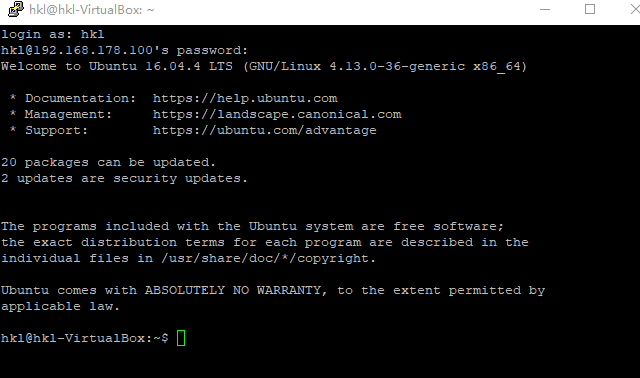 hkl@hkl-VirtualBox: ~
login as: hkl
hkl@192.168.178.100's password:
Welcome to Ubuntu 16.04.4 LTS (GNU/Linux 4.13.0-36-generic x86_64)
* Documentation:  https://help.ubuntu.com
* Management:     https://landscape.canonical.com
* Support:        https://ubuntu.com/advantage
20 packages can be updated.
2 updates are security updates.
The programs included with the Ubuntu system are free software;
the exact distribution terms for each program are described in the
individual files in /usr/share/doc/*/copyright.
Ubuntu comes with ABSOLUTELY NO WARRANTY, to the extent permitted by
applicable law.
hkl@hkl-VirtualBox:~$